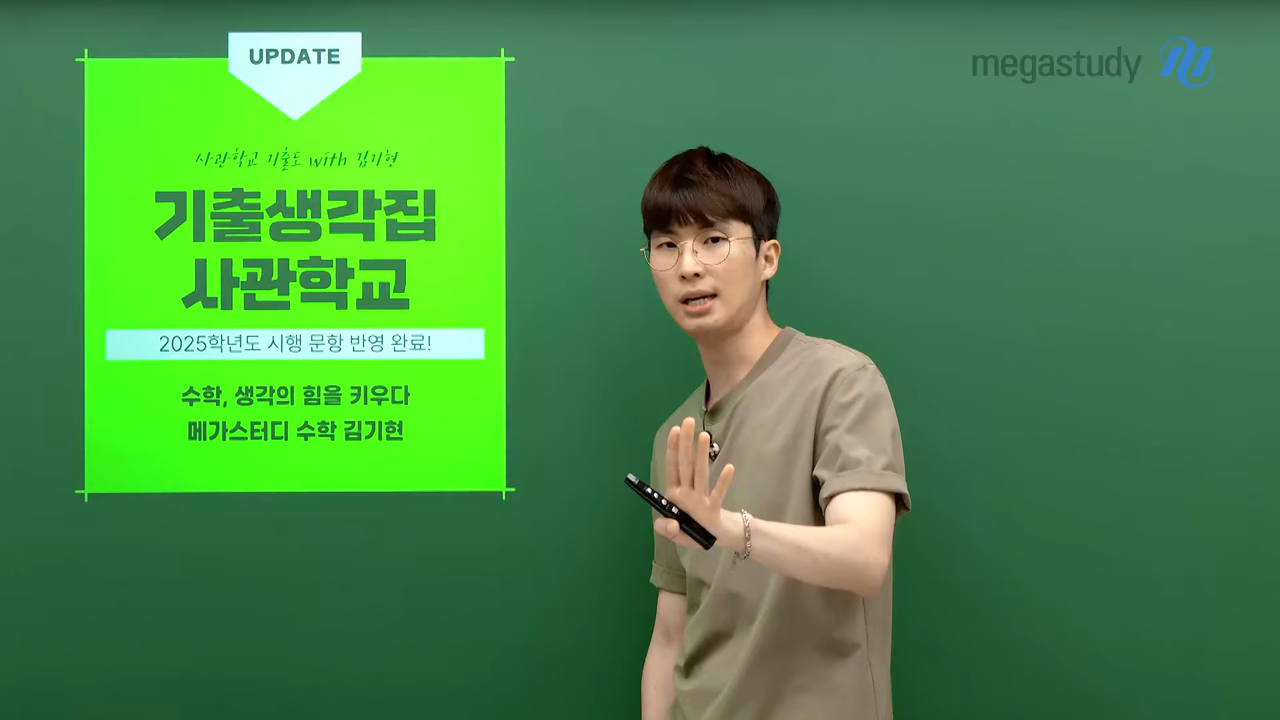 UPDATE
megastudy
사관학교 기출도 with 김기현
기출생각집
사관학교
2025학년도 시행 문항 반영 완료!
수학, 생각의 힘을 키우다
메가스터디 수학 김기현